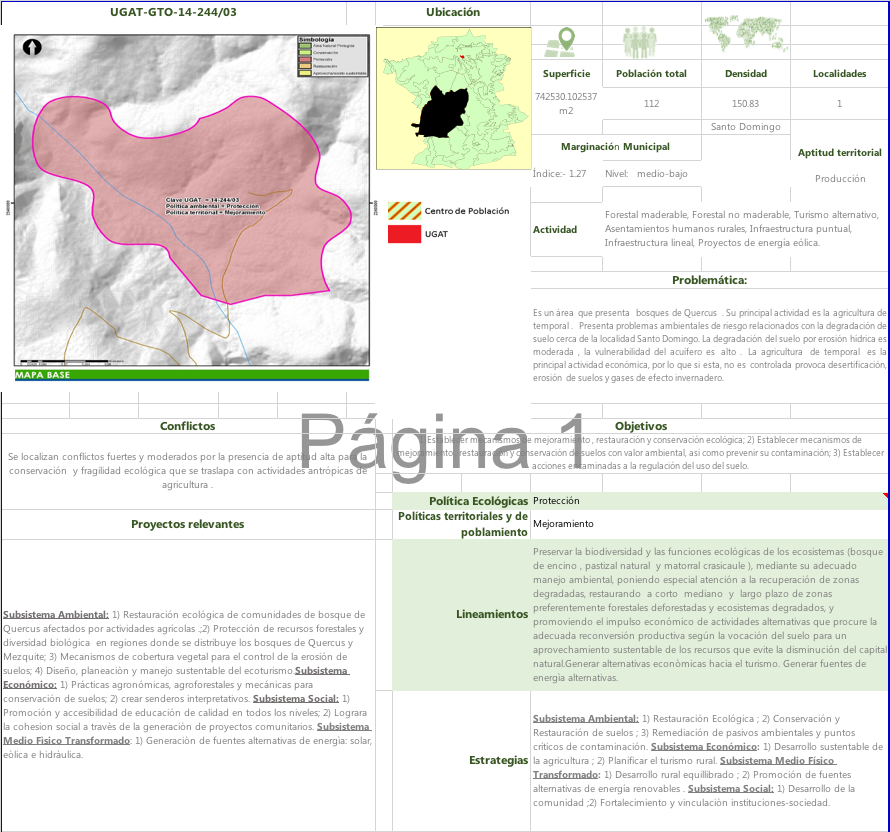 UGAT-GTO-14-244/03
Ubicación
Simbología
Área Natural Protegida
Conservación
Protección
Restauración
Aprovechamiento sustentable
Clave UGAT = 14-244/03
Política ambiental = Protección
Política territorial = Mejoramiento
MAPA BASE
Centro de Población
UGAT
Superficie
Población total
Densidad
Localidades
742530.102537
m2
112
150.83
1
Santo Domingo
Marginación Municipal
Aptitud territorial
Índice:- 1.27
Nivel: medio-bajo
Producción
Actividad
Forestal maderable, Forestal no maderable, Turismo alternativo,
Asentamientos humanos rurales, Infraestructura puntual,
Infraestructura lineal, Proyectos de energía eólica.
Problemática:
Es un área que presenta bosques de Quercus . Su principal actividad es la agricultura de
temporal . Presenta problemas ambientales de riesgo relacionados con la degradación de
suelo cerca de la localidad Santo Domingo. La degradación del suelo por erosión hídrica es
moderada , la vulnerabilidad del acuífero es alto . La agricultura de temporal es la
principal actividad económica, por lo que si esta, no es controlada provoca desertificación,
erosión de suelos y gases de efecto invernadero.
Conflictos
Se localizan conflictos fuertes y moderados por la presencia de aptitud alta para la
conservación y fragilidad ecológica que se traslapa con actividades antrópicas de
agricultura .
Página 1
Objetivos
1) Establecer mecanismos de mejoramiento , restauración y conservación ecológica; 2) Establecer mecanismos de
mejoramiento, restauración y conservación de suelos con valor ambiental, asi como prevenir su contaminación; 3) Establecer
acciones encaminadas a la regulación del uso del suelo.
Política Ecológicas
Protección
Políticas territoriales y de
poblamiento
Mejoramiento
Proyectos relevantes
Subsistema Ambiental: 1) Restauración ecológica de comunidades de bosque de
Quercus afectados por actividades agrícolas .;2) Protección de recursos forestales y
diversidad biológica en regiones donde se distribuye los bosques de Quercus y
Mezquite; 3) Mecanismos de cobertura vegetal para el control de la erosión de
suelos; 4) Diseño, planeación y manejo sustentable del ecoturismo.Subsistema
Económico: 1) Prácticas agronómicas, agroforestales y mecánicas para
conservación de suelos; 2) crear senderos interpretativos. Subsistema Social: 1)
Promoción y accesibilidad de educación de calidad en todos los niveles; 2) Lograra
la cohesion social a través de la generación de proyectos comunitarios. Subsistema
Medio Fisico Transformado: 1) Generación de fuentes alternativas de energia: solar,
eólica e hidráulica.
Lineamientos
Preservar la biodiversidad y las funciones ecológicas de los ecosistemas (bosque
de encino , pastizal natural y matorral crasicaule ), mediante su adecuado
manejo ambiental, poniendo especial atención a la recuperación de zonas
degradadas, restaurando a corto mediano y largo plazo de zonas
preferentemente forestales deforestadas y ecosistemas degradados, y
promoviendo el impulso económico de actividades alternativas que procure la
adecuada reconversión productiva según la vocación del suelo para un
aprovechamiento sustentable de los recursos que evite la disminución del capital
natural.Generar alternativas económicas hacia el turismo. Generar fuentes de
energía alternativas.
Estrategias
Subsistema Ambiental: 1) Restauración Ecológica ; 2) Conservación y
Restauración de suelos ; 3) Remediación de pasivos ambientales y puntos
críticos de contaminación. Subsistema Económico: 1) Desarrollo sustentable de
la agricultura ; 2) Planificar el turismo rural. Subsistema Medio Físico
Transformado: 1) Desarrollo rural equilibrado ; 2) Promoción de fuentes
alternativas de energía renovables . Subsistema Social: 1) Desarrollo de la
comunidad ;2) Fortalecimiento y vinculación instituciones-sociedad.